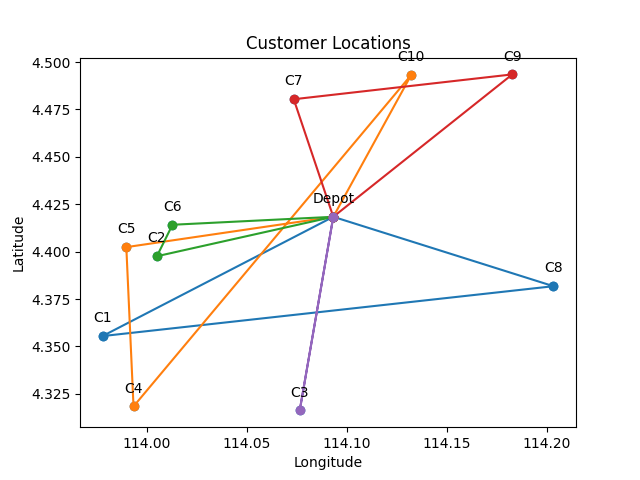 Customer Locations
C10
C9
C7
4.500
4.475
4.450
4.425
4.400
4.375
4.350
4.325
Latitude
Depot
C6
C5
C2
C8
C1
C4
C3
114.00
114.05
114.10
114.15
114.20
Longitude